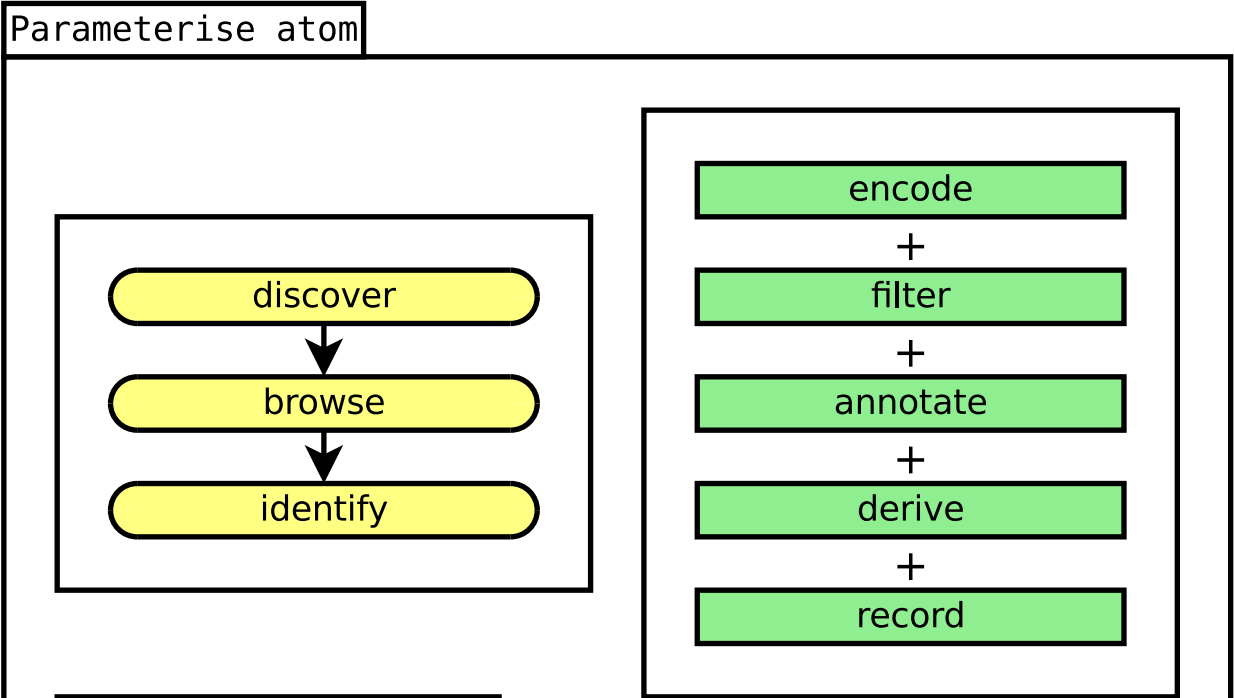 Parameterise atom
discover
browse
identify
encode
+
filter
+
annotate
+
derive
+
record